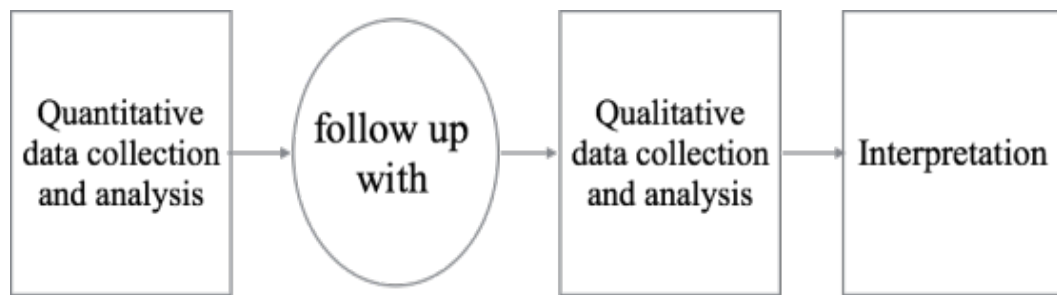 Quantitative
data collection
and analysis
follow up
with
Qualitative
data collection
and analysis
Interpretation